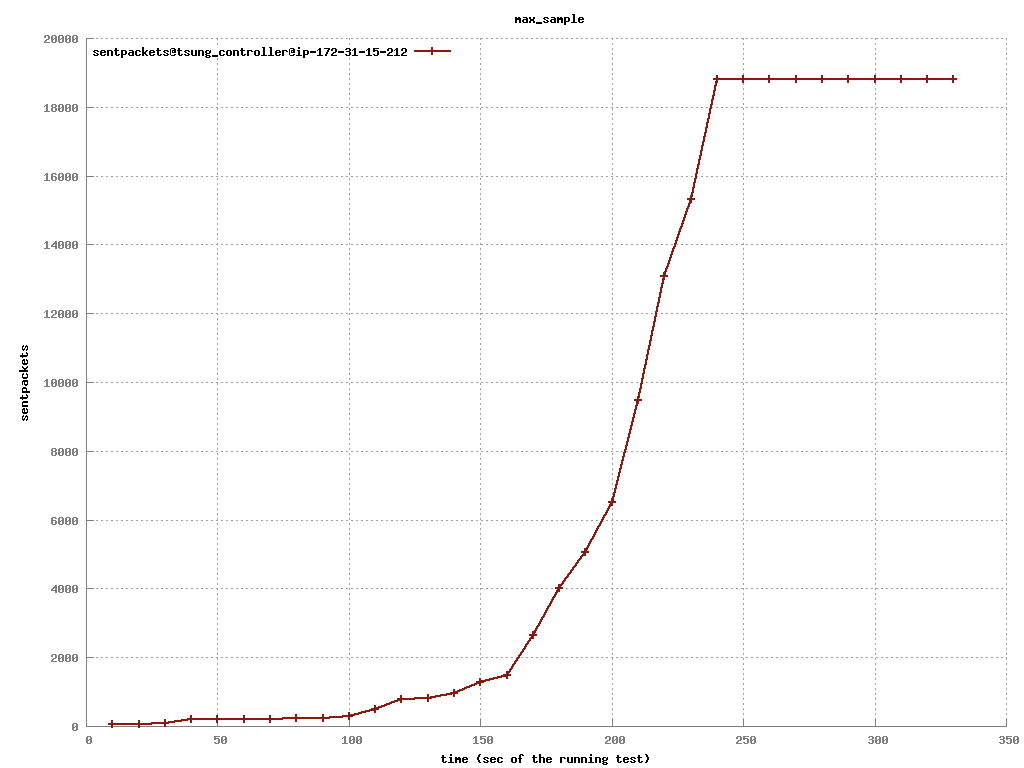 max_sample
sentpackets@tsung_controller@ip-172-31-15-212
20000
18000
16000
14000
12000
10000
8000
6000
4000
2000
0
sentpackets
0 50 100 150 200 250 300 350
time (sec of the running test)